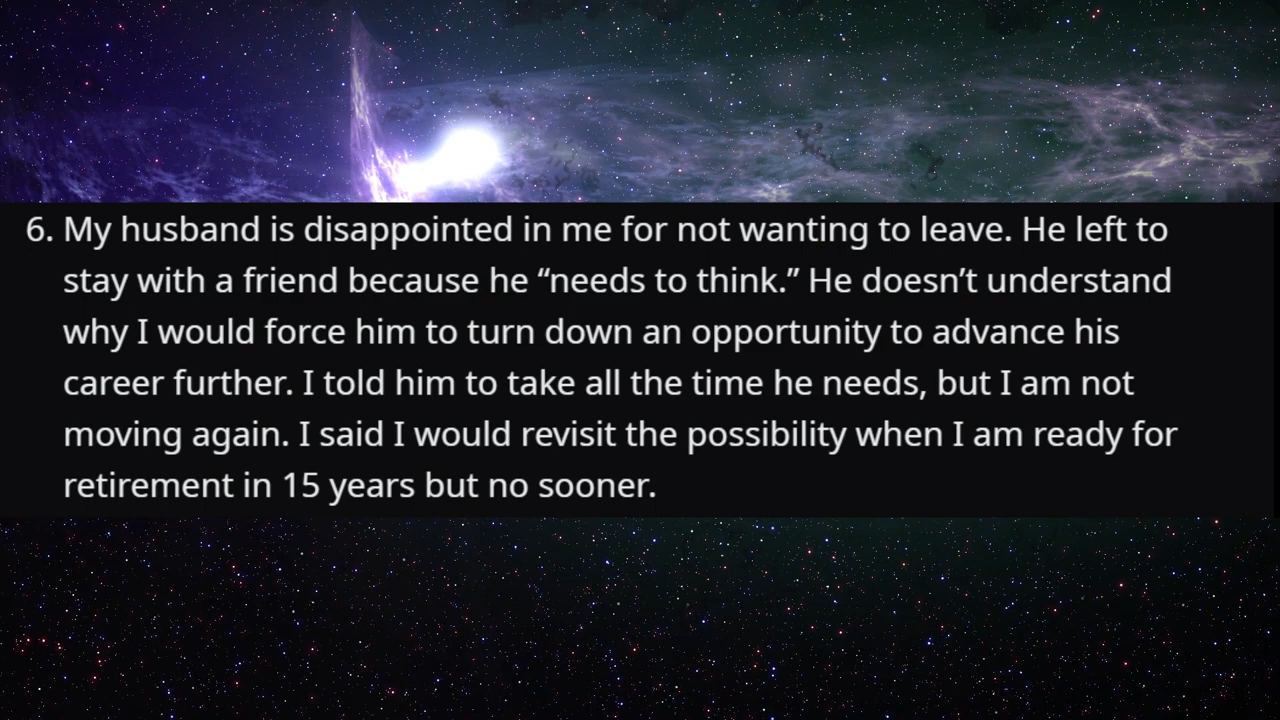 6. My husband is disappointed in me for not wanting to leave. He left to
stay with a friend because he “needs to think.” He doesn’t understand
why I would force him to turn down an opportunity to advance his
career further. I told him to take all the time he needs, but I am not
moving again. I said I would revisit the possibility when I am ready for
retirement in 15 years but no sooner.